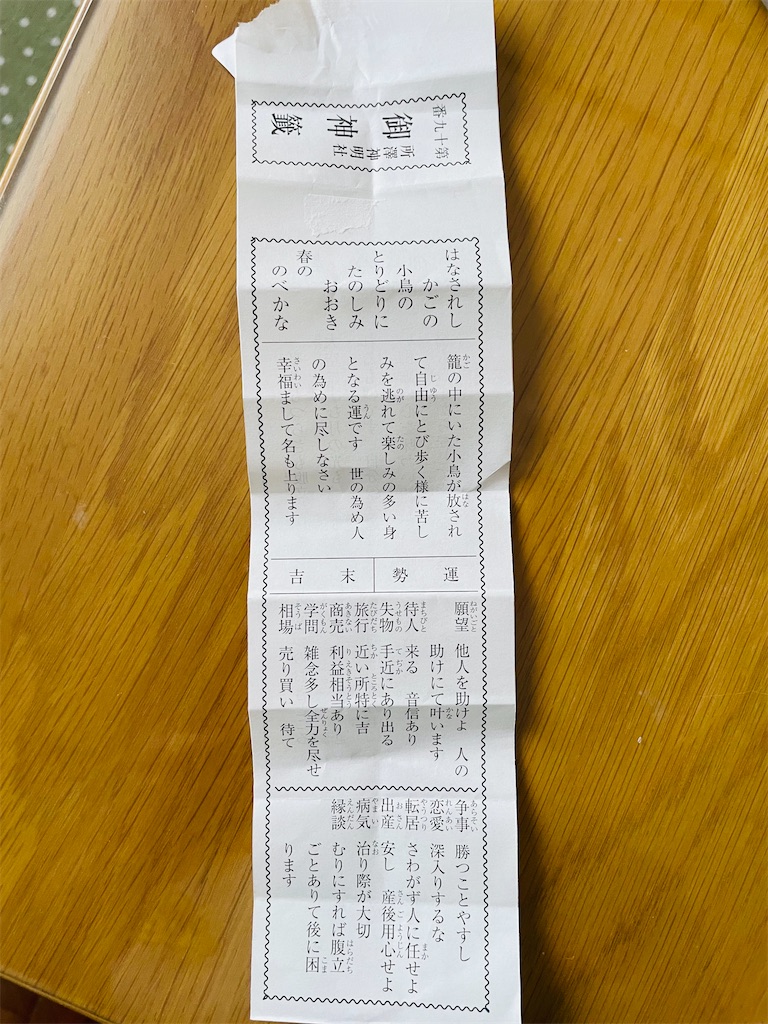 第十九番
御神籤
所澤神明社
はなされし
かごの
小鳥の
とりどりに
たのしみ
おおき
春の
のべかな
籠の中にいた小鳥が放され
て自由にとび歩く様に苦し
みを逃れて楽しみの多い身
となる運です 世の為め人
の為めに尽しなさい
幸福まして名も上ります
運勢 末吉
願望 他人を助けよ 人の
助けにて叶います
待人 来る 音信あり
失物 手近にあり出る
旅行 近い所特に吉
商売 利益相当あり
学問 雑念多し全力を尽せ
相場 売り買い 待て
争事 勝つことやすし
恋愛 深入りするな
転居 さわがず人に任せよ
出産 安し 産後用心せよ
病気 治り際が大切
縁談 むりにすれば腹立
ごとありて後に困
ります